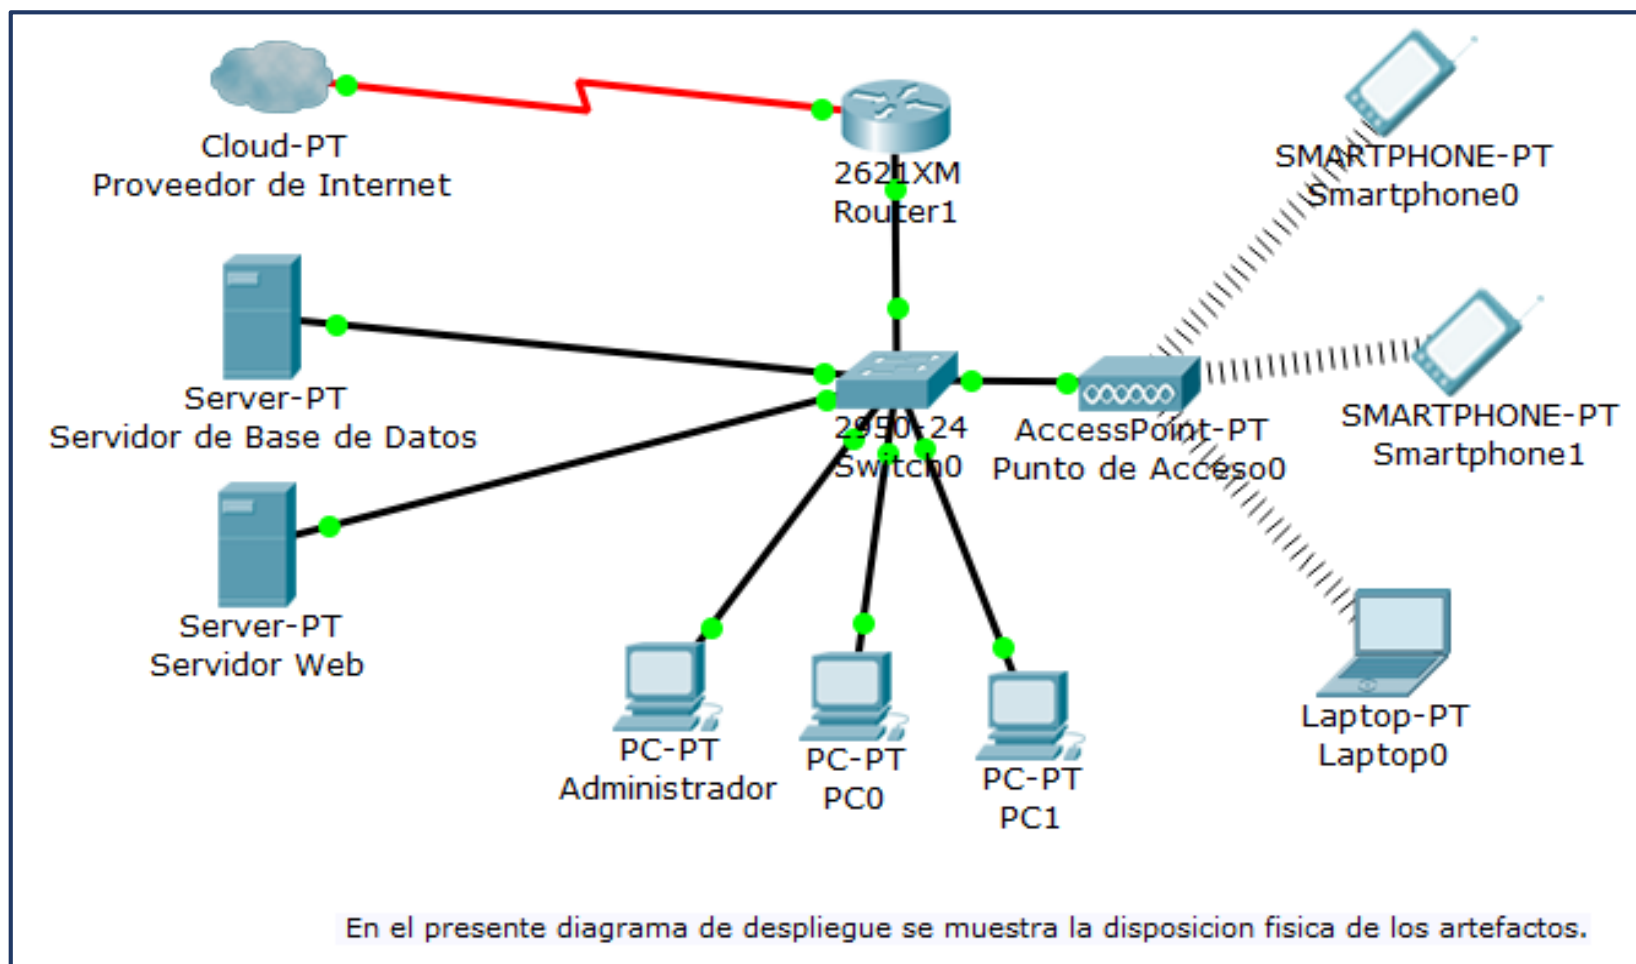 Cloud-PT
Proveedor de Internet
2621XM
Router1
SMARTPHONE-PT
Smartphone0
Server-PT
Servidor de Base de Datos
2950-24
Switch0
AccessPoint-PT
Punto de Acceso0
SMARTPHONE-PT
Smartphone1
Server-PT
Servidor Web
PC-PT
Administrador
PC-PT
PC0
PC-PT
PC1
Laptop-PT
Laptop0
En el presente diagrama de despliegue se muestra la disposicion fisica de los artefactos.